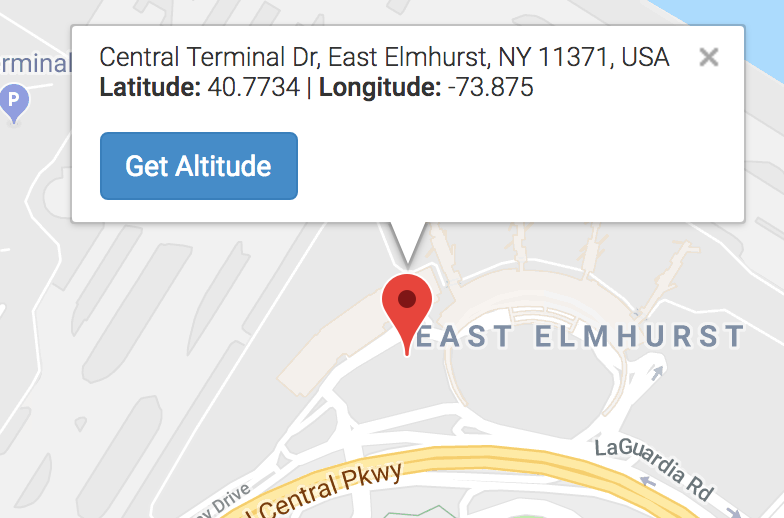 Central Terminal Dr, East Elmhurst, NY 11371, USA
Latitude: 40.7734 | Longitude: -73.875
Get Altitude
P
EAST ELMHURST
LaGuardia Rd
Drive
Central Pkwy